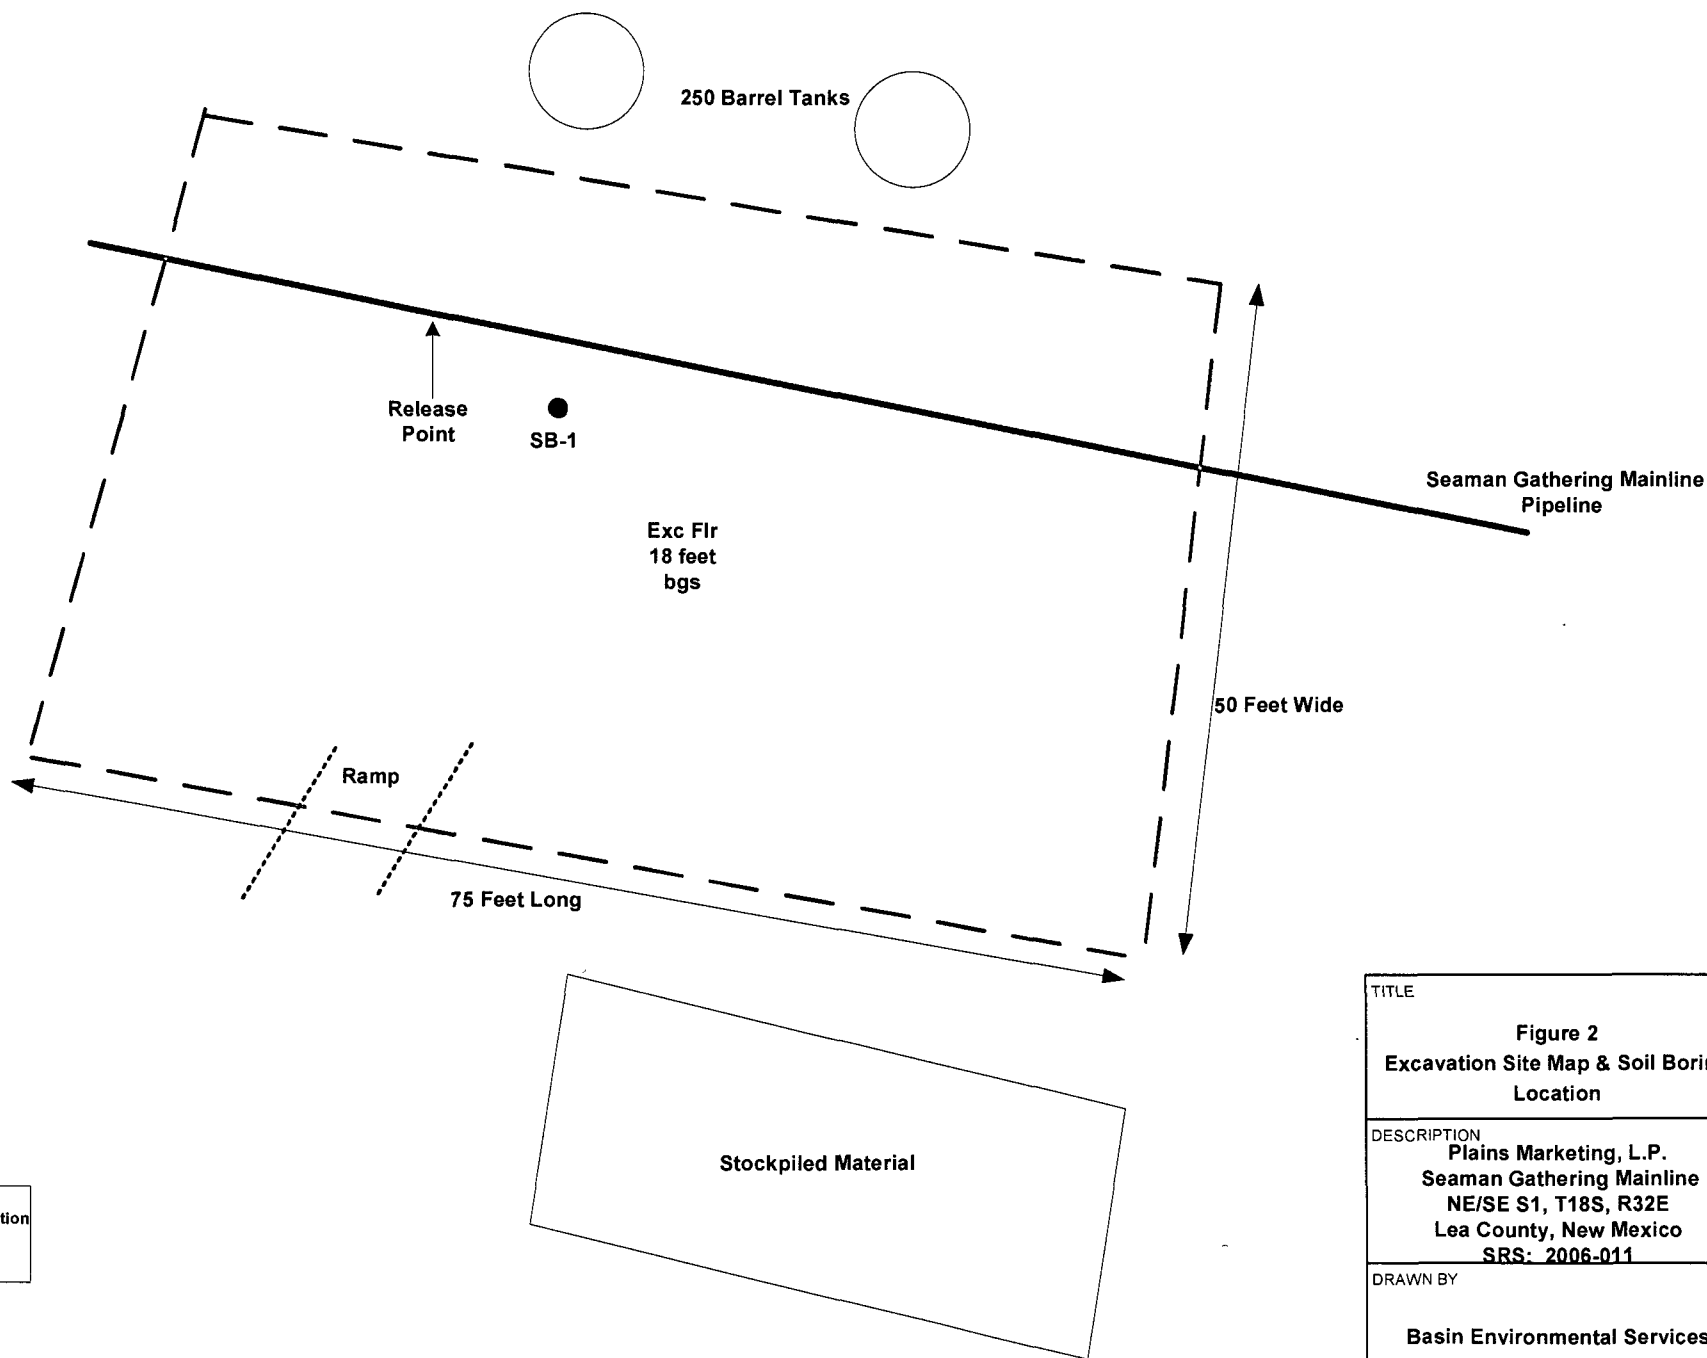 250 Barrel Tanks
Release
Point
SB-1
Seaman Gathering Mainline
Pipeline
Exc Flr
18 feet
bgs
50 Feet Wide
Ramp
75 Feet Long
Stockpiled Material
tion
TITLE
Figure 2
Excavation Site Map & Soil Borin
Location
DESCRIPTION
Plains Marketing, L.P.
Seaman Gathering Mainline
NE/SE S1, T18S, R32E
Lea County, New Mexico
SRS: 2006-011
DRAWN BY
Basin Environmental Services